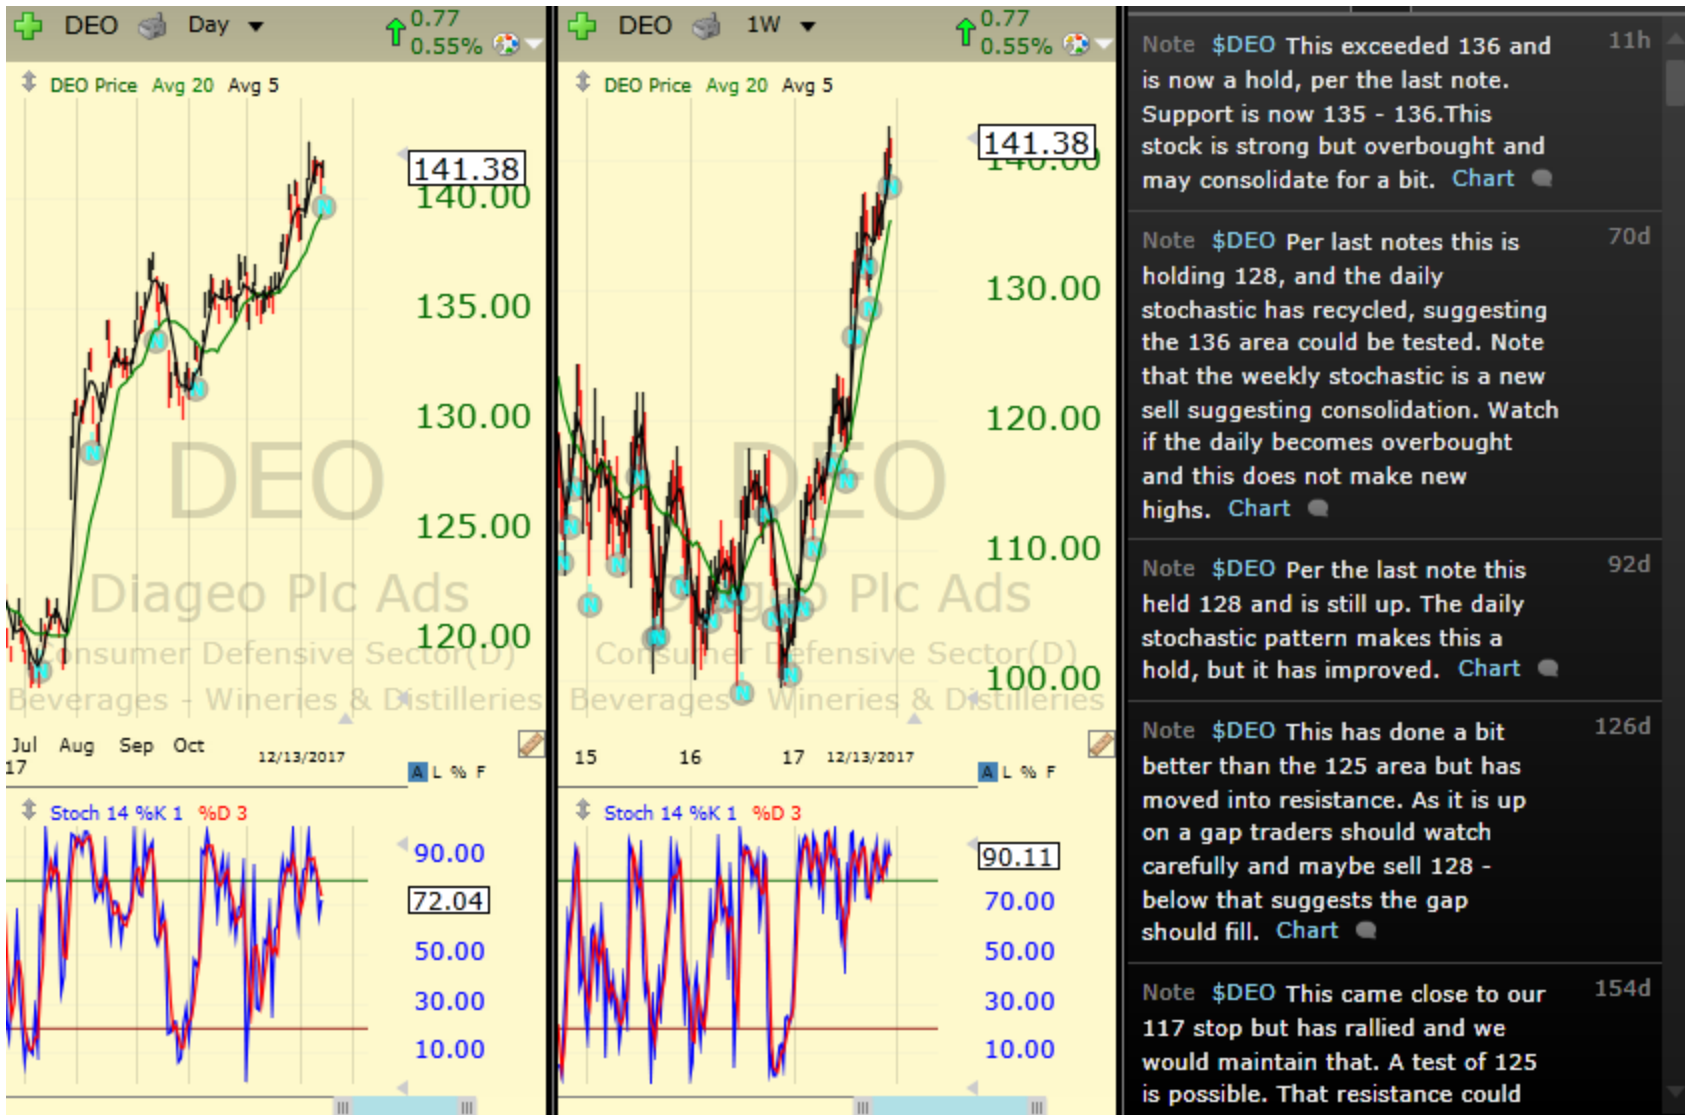 DEO Day 0.77
0.55%
DEO Price Avg 20 Avg 5
141.38
140.00
135.00
130.00
125.00
120.00
DEO
Diageo Plc Ads
Consumer Defensive Sector(D)
Beverages - Wineries & Distilleries
Jul Aug Sep Oct 12/13/2017
17
A L % F
Stoch 14 %K 1 %D 3
90.00
72.04
50.00
30.00
10.00
DEO 1W 0.77
0.55%
DEO Price Avg 20 Avg 5
141.38
140.00
130.00
120.00
110.00
100.00
DEO
Diageo Plc Ads
Consumer Defensive Sector(D)
Beverages - Wineries & Distilleries
15 16 17 12/13/2017
A L % F
Stoch 14 %K 1 %D 3
90.11
70.00
50.00
30.00
10.00
Note $DEO This exceeded 136 and 11h
is now a hold, per the last note.
Support is now 135 - 136.This
stock is strong but overbought and
may consolidate for a bit. Chart
Note $DEO Per last notes this is 70d
holding 128, and the daily
stochastic has recycled, suggesting
the 136 area could be tested. Note
that the weekly stochastic is a new
sell suggesting consolidation. Watch
if the daily becomes overbought
and this does not make new
highs. Chart
Note $DEO Per the last note this 92d
held 128 and is still up. The daily
stochastic pattern makes this a
hold, but it has improved. Chart
Note $DEO This has done a bit 126d
better than the 125 area but has
moved into resistance. As it is up
on a gap traders should watch
carefully and maybe sell 128 -
below that suggests the gap
should fill. Chart
Note $DEO This came close to our 154d
117 stop but has rallied and we
would maintain that. A test of 125
is possible. That resistance could